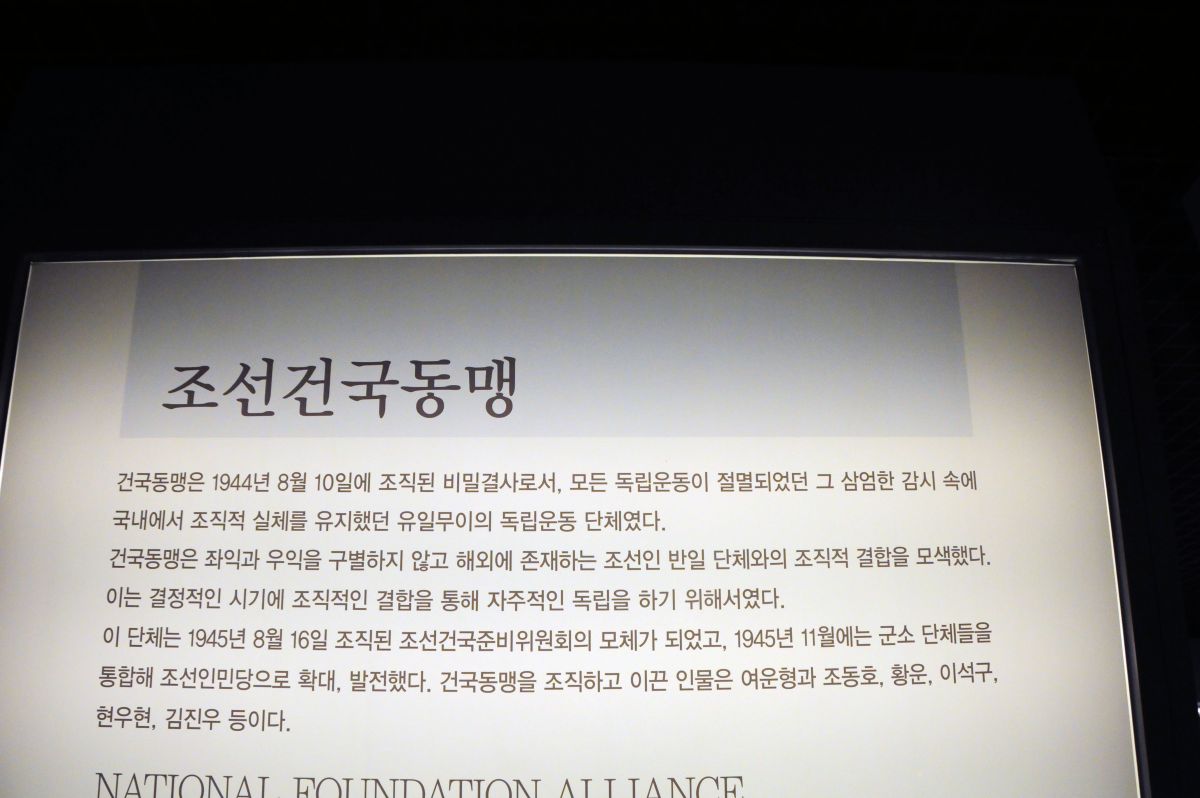 조선건국동맹
건국동맹은 1944년 8월 10일에 조직된 비밀결사로서, 모든 독립운동이 절멸되었던 그 삼엄한 감시 속에
국내에서 조직적 실체를 유지했던 유일무이의 독립운동 단체였다.
건국동맹은 좌익과 우익을 구별하지 않고 해외에 존재하는 조선인 반일 단체와의 조직적 결합을 모색했다.
이는 결정적인 시기에 조직적인 결합을 통해 자주적인 독립을 하기 위해서였다.
이 단체는 1945년 8월 16일 조직된 조선건국준비위원회의 모체가 되었고, 1945년 11월에는 군소 단체들을
통합해 조선인민당으로 확대, 발전했다. 건국동맹을 조직하고 이끈 인물은 여운형과 조동호, 황운, 이석구,
현우현, 김진우 등이다.
NATIONAL FOUNDATION ALLIANCE